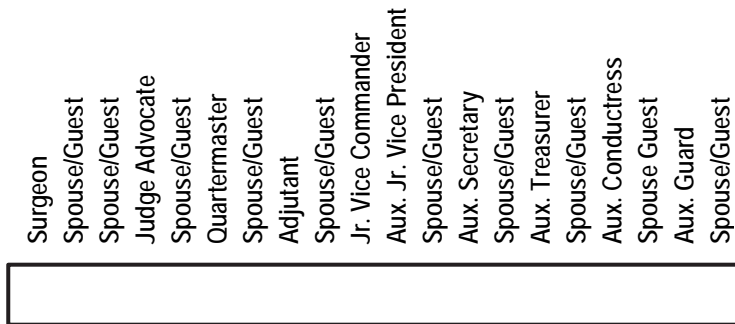 Surgeon
Spouse/Guest
Spouse/Guest
Judge Advocate
Spouse/Guest
Quartermaster
Spouse/Guest
Adjutant
Spouse/Guest
Jr. Vice Commander
Aux. Jr. Vice President
Spouse/Guest
Aux. Secretary
Spouse/Guest
Aux. Treasurer
Spouse/Guest
Aux. Conductress
Spouse Guest
Aux. Guard
Spouse/Guest